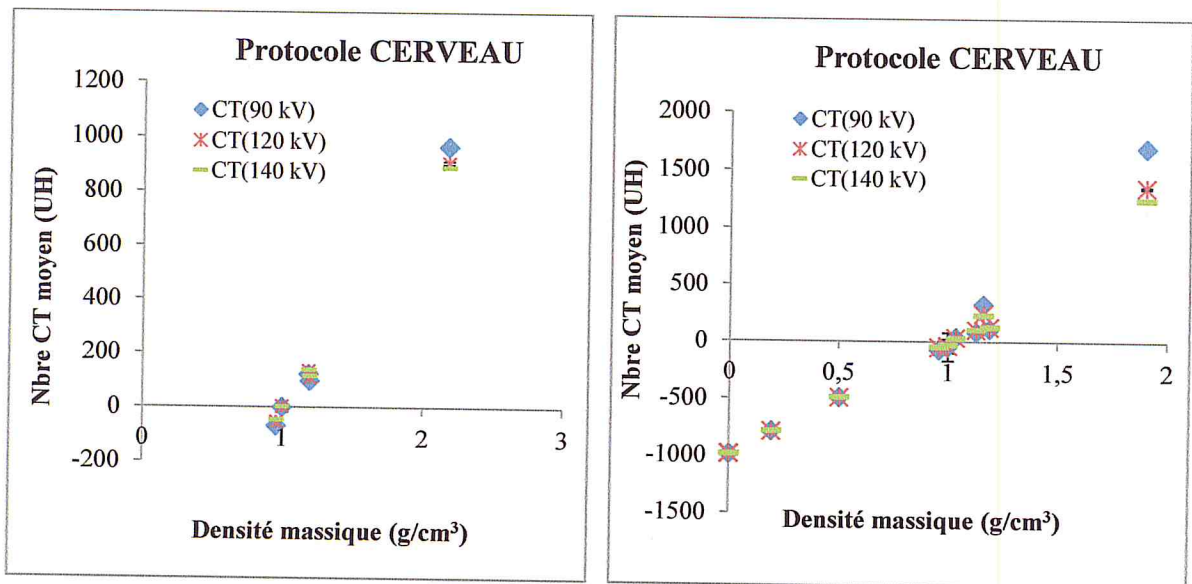 Protocole CERVEAU
1200
1000
800
600
400
200
0
-200
0
1
2
3
CT(90 kV)
CT(120 kV)
CT(140 kV)
Nbre CT moyen (UH)
Densité massique (g/cm³)
Protocole CERVEAU
2000
1500
1000
500
0
-500
-1000
-1500
0
0,5
1
1,5
2
CT(90 kV)
CT(120 kV)
CT(140 kV)
Nbre CT moyen (UH)
Densité massique (g/cm³)